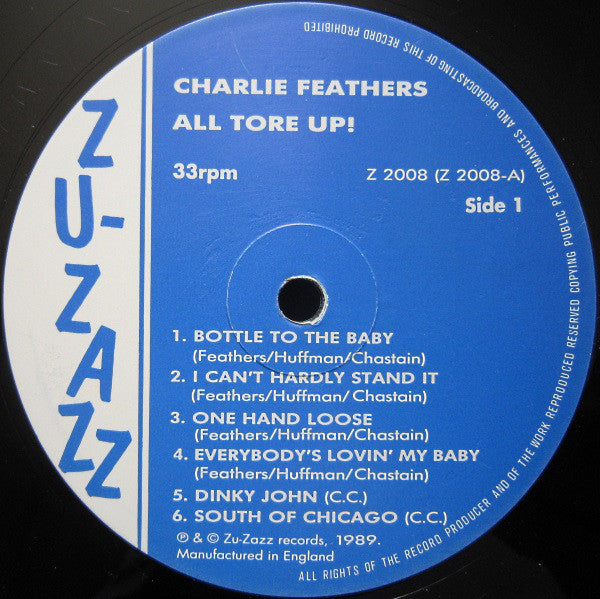 ZU-ZAZZ
CHARLIE FEATHERS
ALL TORE UP!
33rpm
Z 2008 (Z 2008-A)
Side 1
1. BOTTLE TO THE BABY
(Feathers/Huffman/Chastain)
2. I CAN'T HARDLY STAND IT
(Feathers/Huffman/ Chastain)
3. ONE HAND LOOSE
(Feathers/Huffman/Chastain)
4. EVERYBODY'S LOVIN' MY BABY
(Feathers/Huffman/Chastain)
5. DINKY JOHN (C.C.)
6. SOUTH OF CHICAGO (C.C.)
℗ & © Zu-Zazz records, 1989.
Manufactured in England
ALL RIGHTS OF THE RECORD PRODUCER AND OF THE WORK REPRODUCED RESERVED COPYING PUBLIC PERFORMANCES AND BROADCASTING OF THIS RECORD PROHIBITED